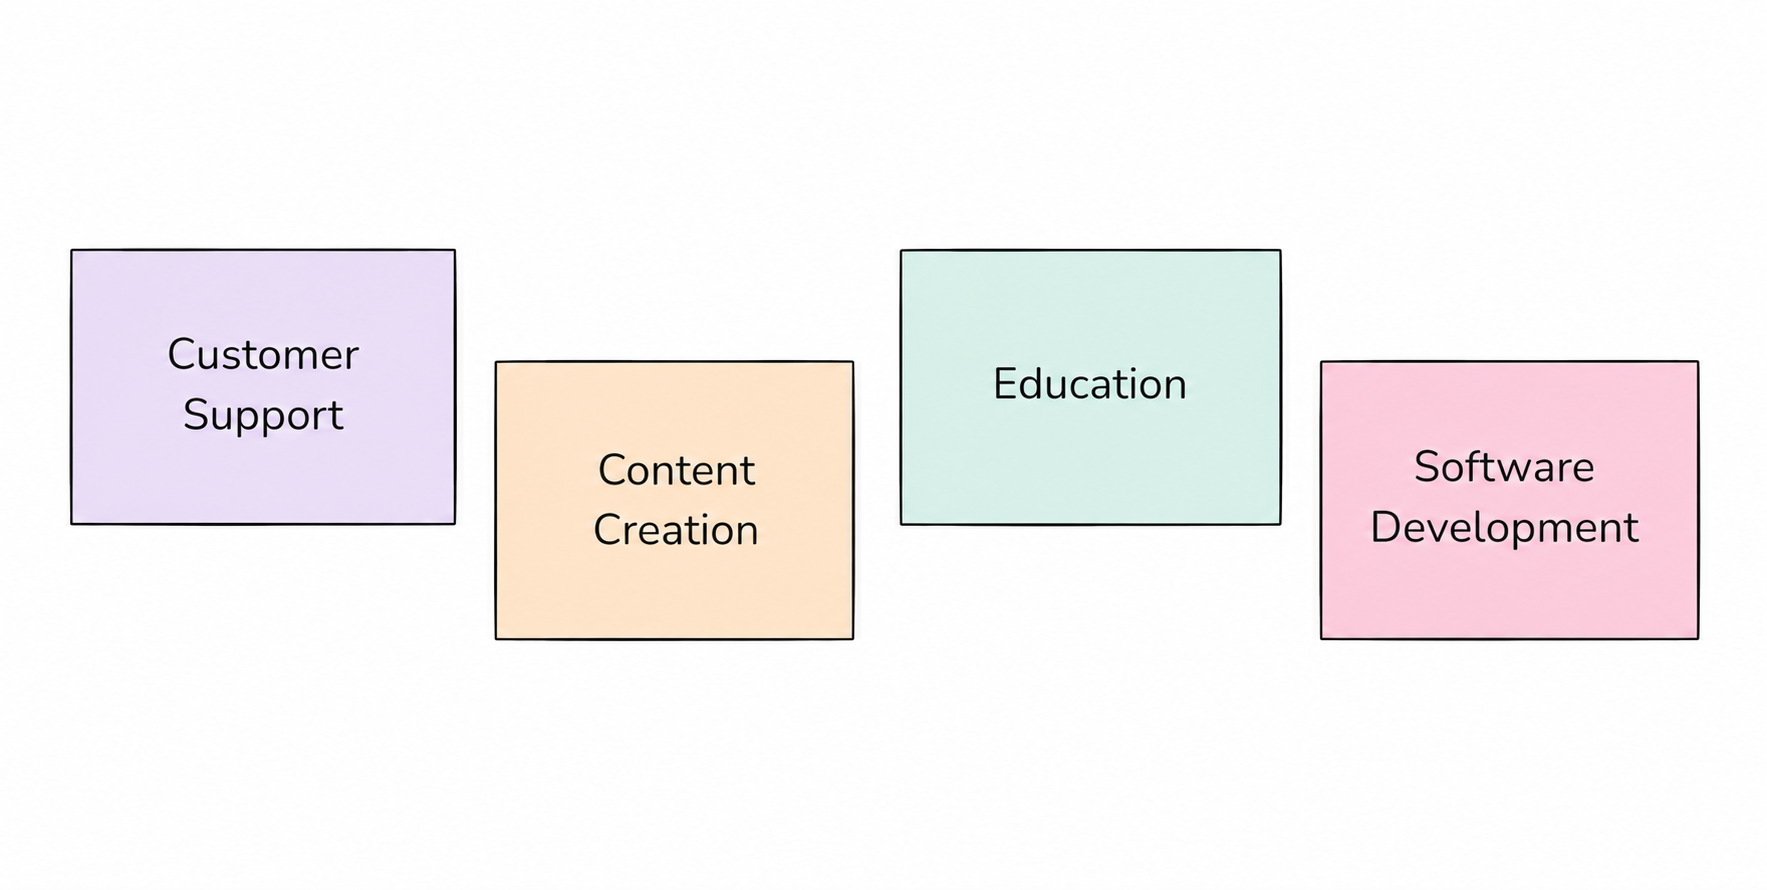 Customer
Support
Content
Creation
Education
Software
Development